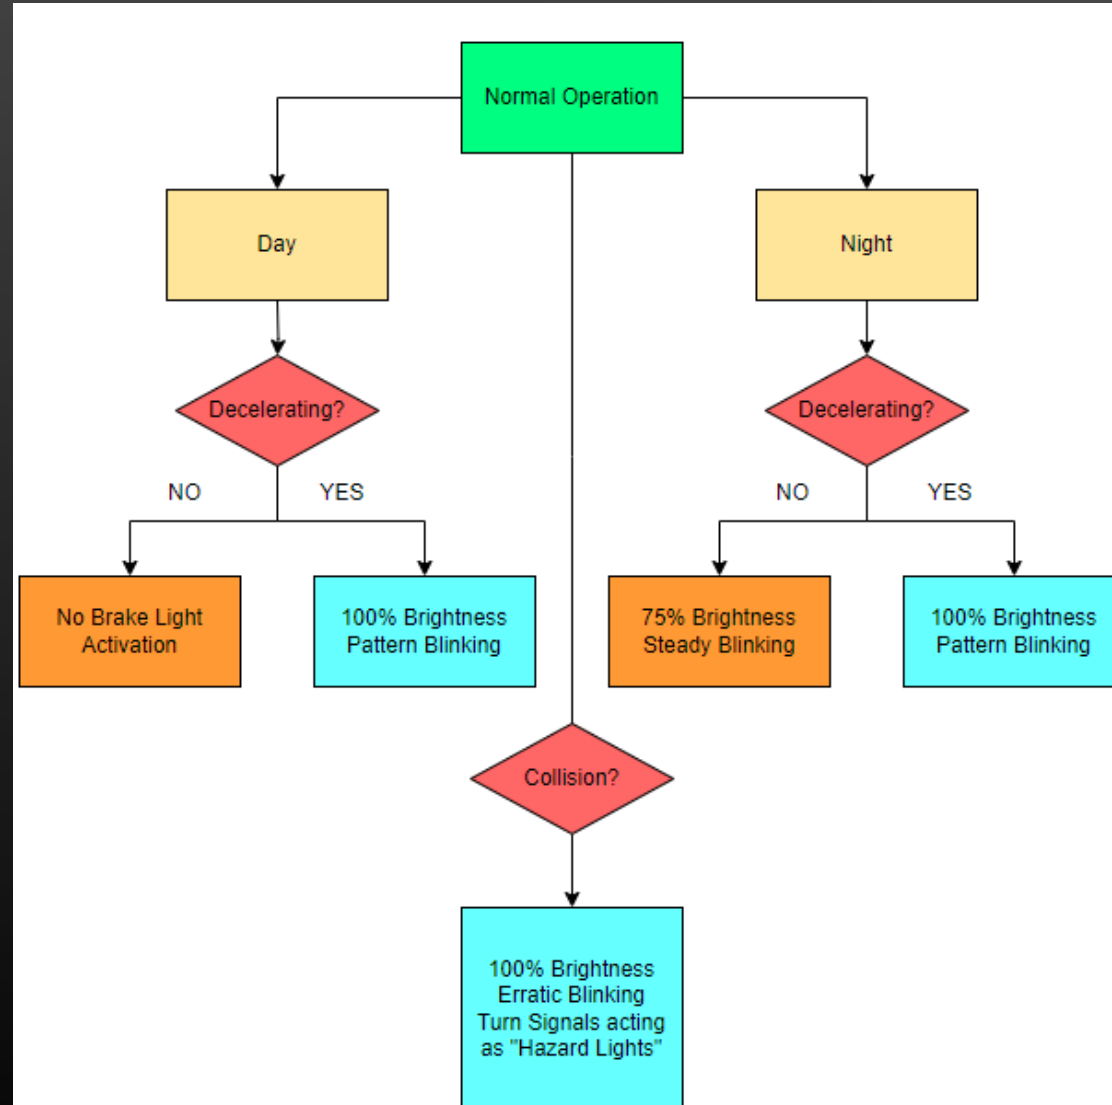 Normal Operation
Day
Night
Decelerating?
Decelerating?
NO
YES
NO
YES
No Brake Light
Activation
100% Brightness
Pattern Blinking
75% Brightness
Steady Blinking
100% Brightness
Pattern Blinking
Collision?
100% Brightness
Erratic Blinking
Turn Signals acting
as "Hazard Lights"